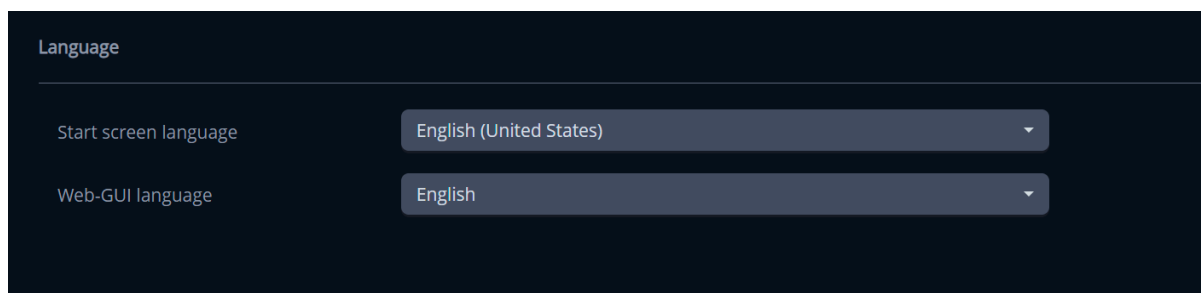 Language
Start screen language
English (United States)
Web-GUI language
English